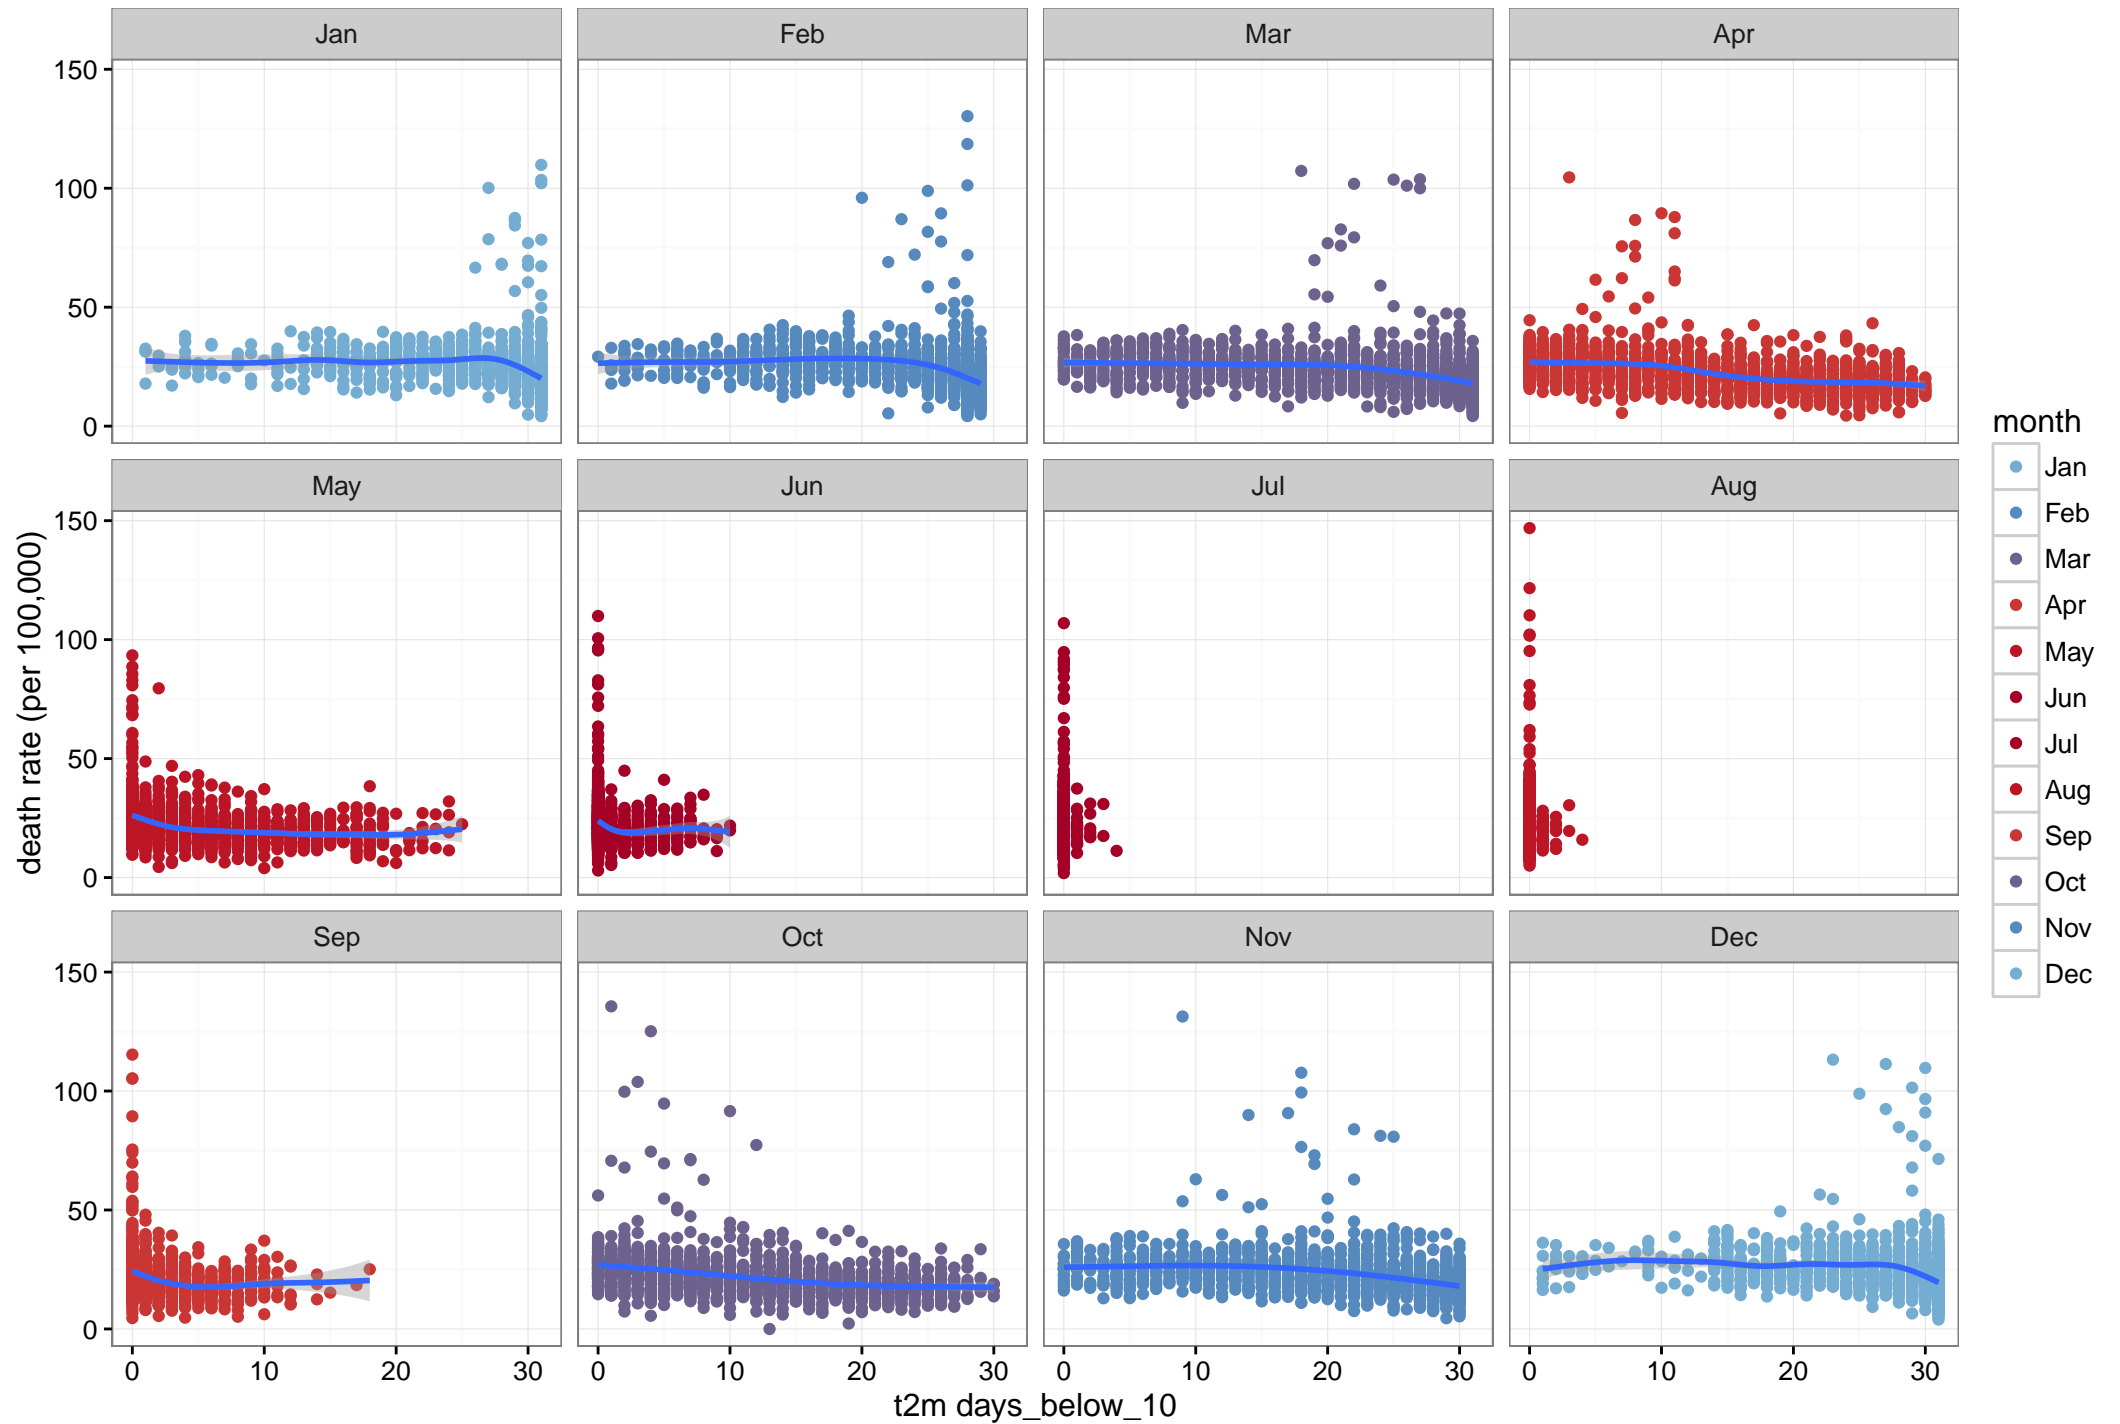 Jan Feb Mar Apr
150
100
50
0
May Jun Jul Aug
150
100
50
0
Sep Oct Nov Dec
150
100
50
0
0 10 20 30 0 10 20 30 0 10 20 30 0 10 20 30
t2m days_below_10
death rate (per 100,000)
month
Jan
Feb
Mar
Apr
May
Jun
Jul
Aug
Sep
Oct
Nov
Dec